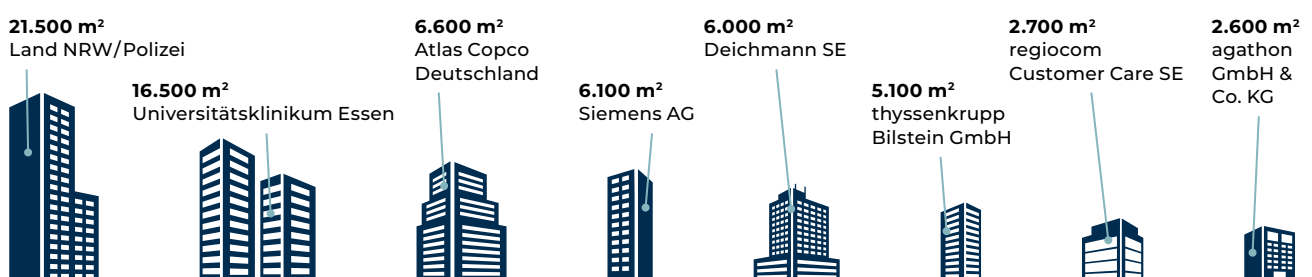 21.500 m²
Land NRW/Polizei
16.500 m²
Universitätsklinikum Essen
6.600 m²
Atlas Copco
Deutschland
6.100 m²
Siemens AG
6.000 m²
Deichmann SE
5.100 m²
thyssenkrupp
Bilstein GmbH
2.700 m²
regiocom
Customer Care SE
2.600 m²
agathon
GmbH &
Co. KG